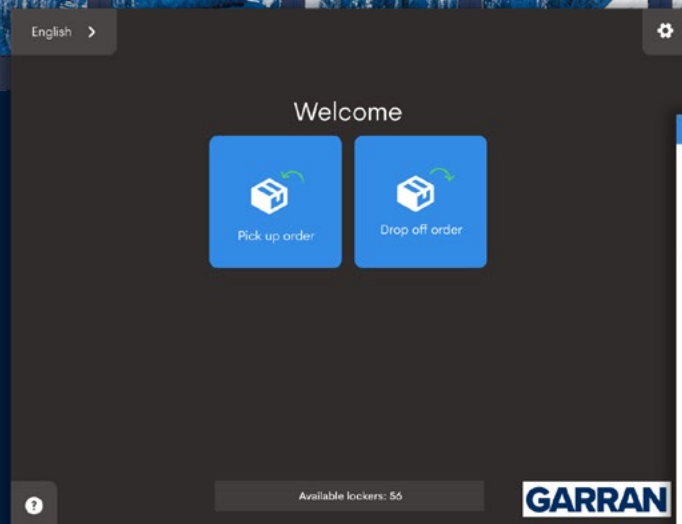 English
Welcome
Pick up order
Drop off order
Available lockers: 56
?
GARRAN